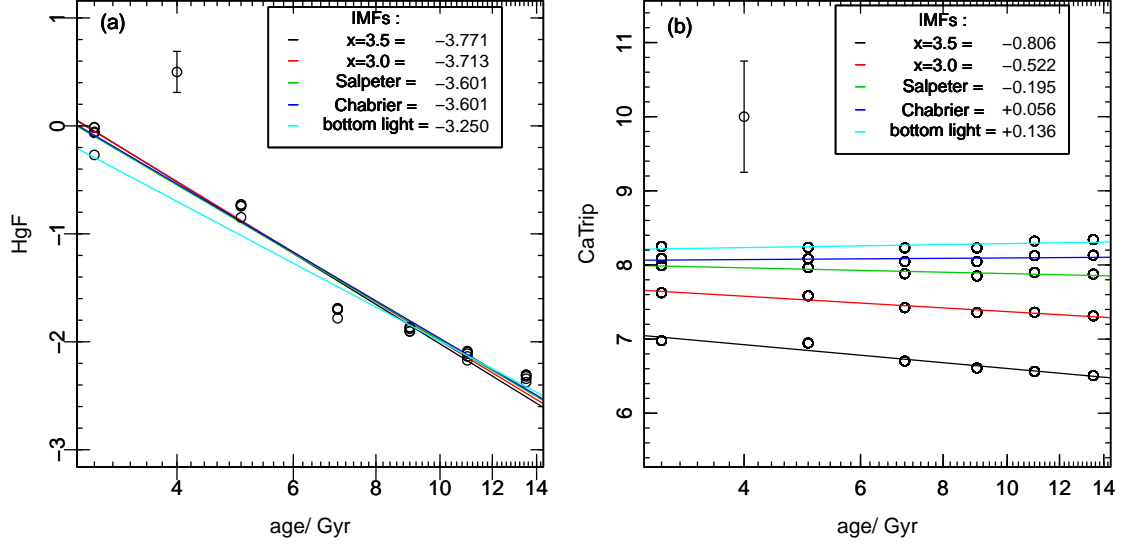 (a)
IMFs :
x=3.5 = −3.771
x=3.0 = −3.713
Salpeter = −3.601
Chabrier = −3.601
bottom light = −3.250
1
0
−1
−2
−3
HgF
4 6 8 10 12 14
age/ Gyr
(b)
IMFs :
x=3.5 = −0.806
x=3.0 = −0.522
Salpeter = −0.195
Chabrier = +0.056
bottom light = +0.136
11
10
9
8
7
6
CaTrip
4 6 8 10 12 14
age/ Gyr